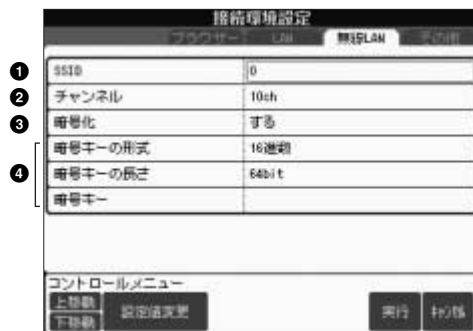 接続環境設定
ブラウザー LAN 無線LAN その他
❶ SSID 0
❷ チャンネル 10ch
❸ 暗号化 する
❹ 暗号キーの形式 16進数
暗号キーの長さ 64bit
暗号キー
コントロールメニュー
上移動
設定値変更 実行 ｷｬﾝｾﾙ
下移動